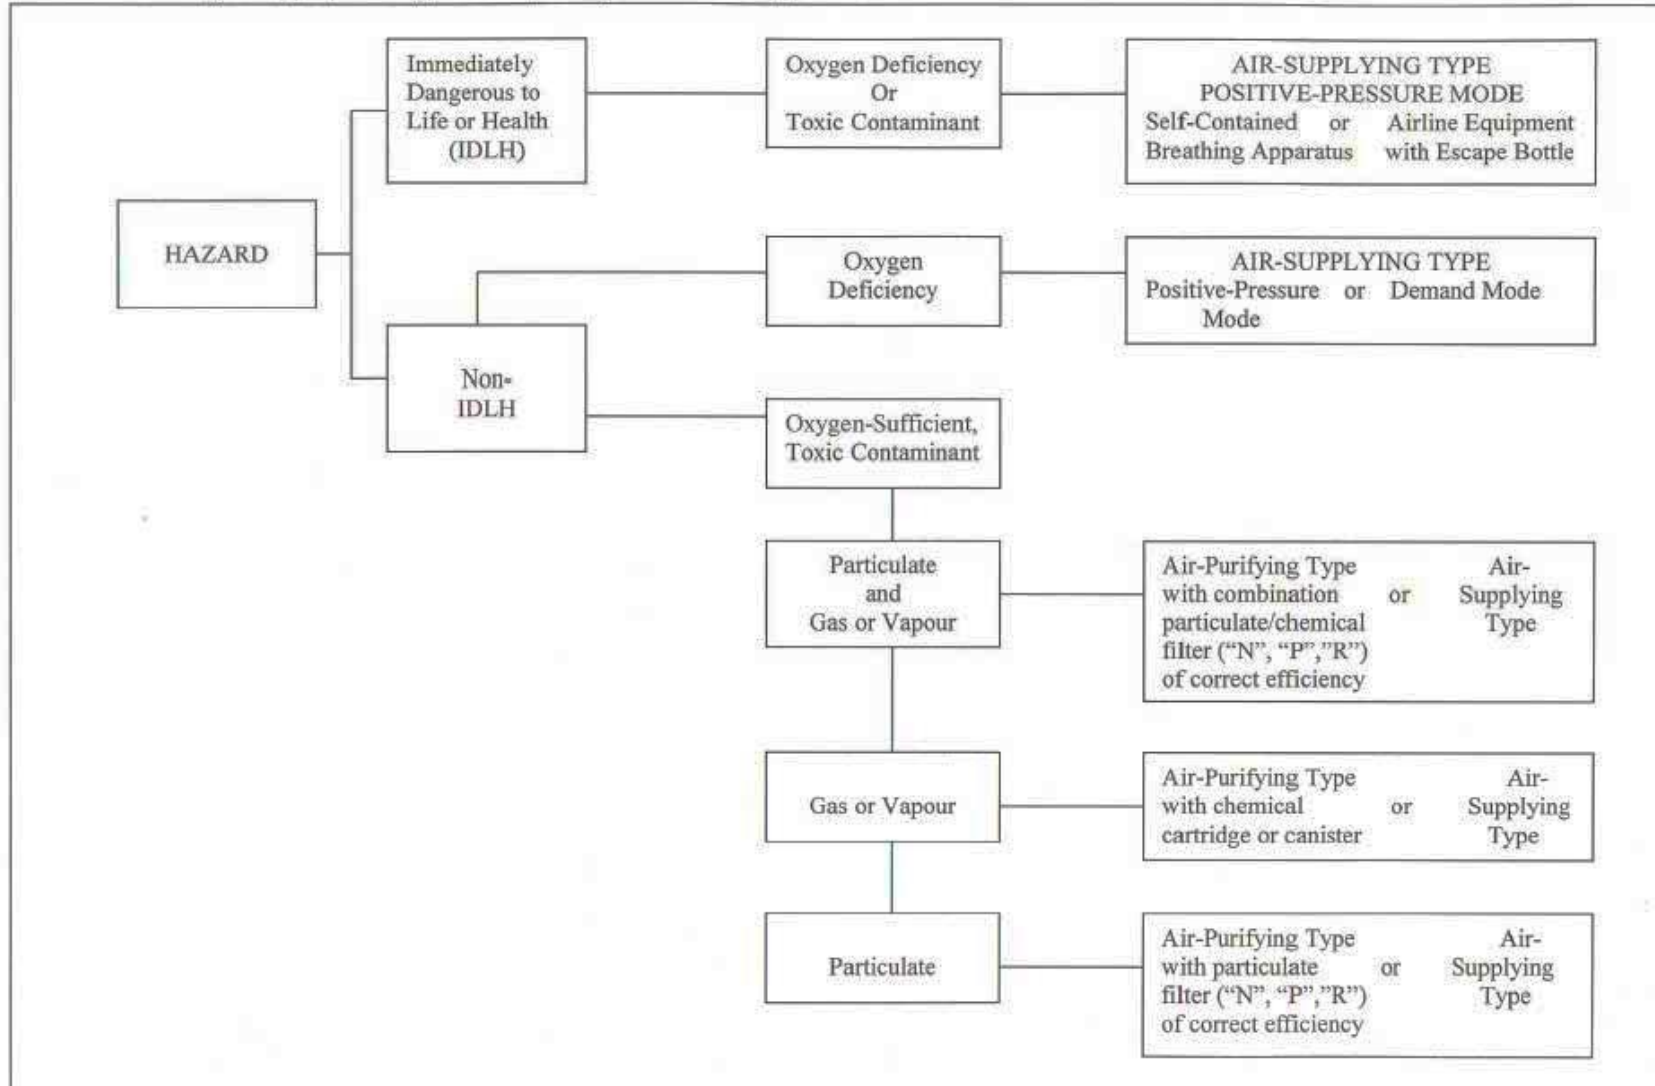 Immediately
Dangerous to
Life or Health
(IDLH)
Oxygen Deficiency
Or
Toxic Contaminant
AIR-SUPPLYING TYPE
POSITIVE-PRESSURE MODE
Self-Contained or Airline Equipment
Breathing Apparatus with Escape Bottle
HAZARD
Oxygen
Deficiency
AIR-SUPPLYING TYPE
Positive-Pressure or Demand Mode
Mode
Non-
IDLH
Oxygen-Sufficient,
Toxic Contaminant
Particulate
and
Gas or Vapour
Air-Purifying Type Air-
with combination or Supplying
particulate/chemical Type
filter (“N”, “P”,”R”)
of correct efficiency
Gas or Vapour
Air-Purifying Type Air-
with chemical or Supplying
cartridge or canister Type
Particulate
Air-Purifying Type Air-
with particulate or Supplying
filter (“N”, “P”,”R”) Type
of correct efficiency